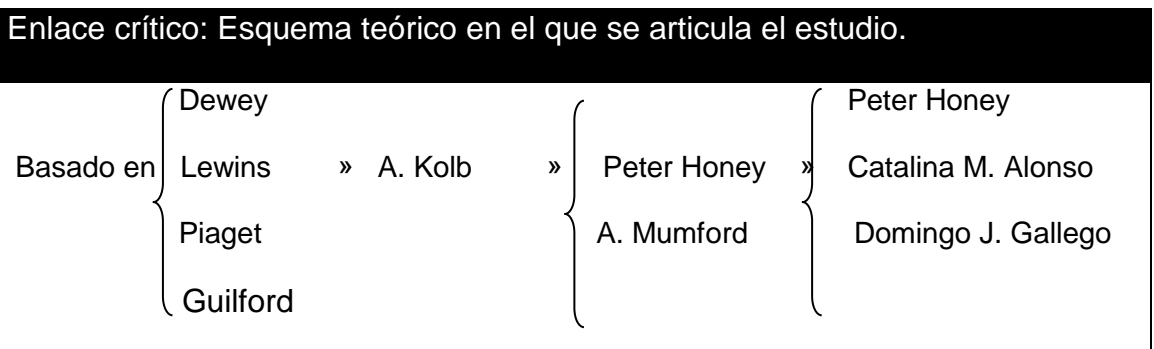 Enlace crítico: Esquema teórico en el que se articula el estudio.
Dewey Peter Honey
Basado en Lewins » A. Kolb » Peter Honey » Catalina M. Alonso
Piaget A. Mumford Domingo J. Gallego
Guilford